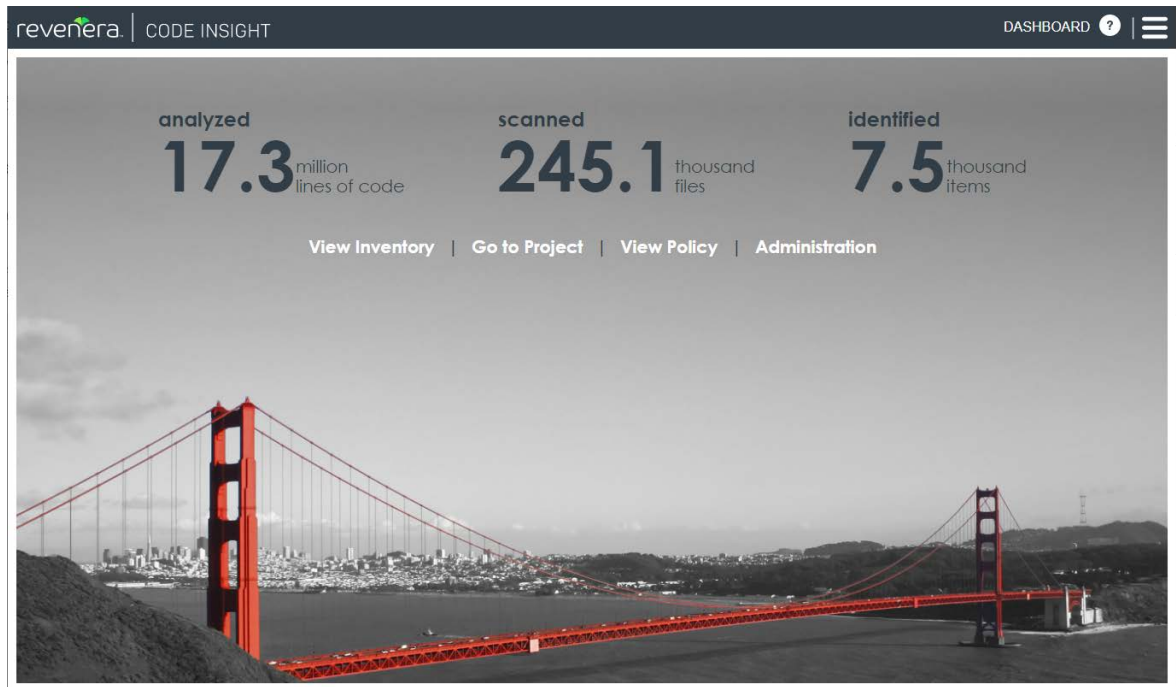 revenera. CODE INSIGHT
DASHBOARD ?
analyzed
17.3 million
lines of code
scanned
245.1 thousand
files
identified
7.5 thousand
items
View Inventory | Go to Project | View Policy | Administration